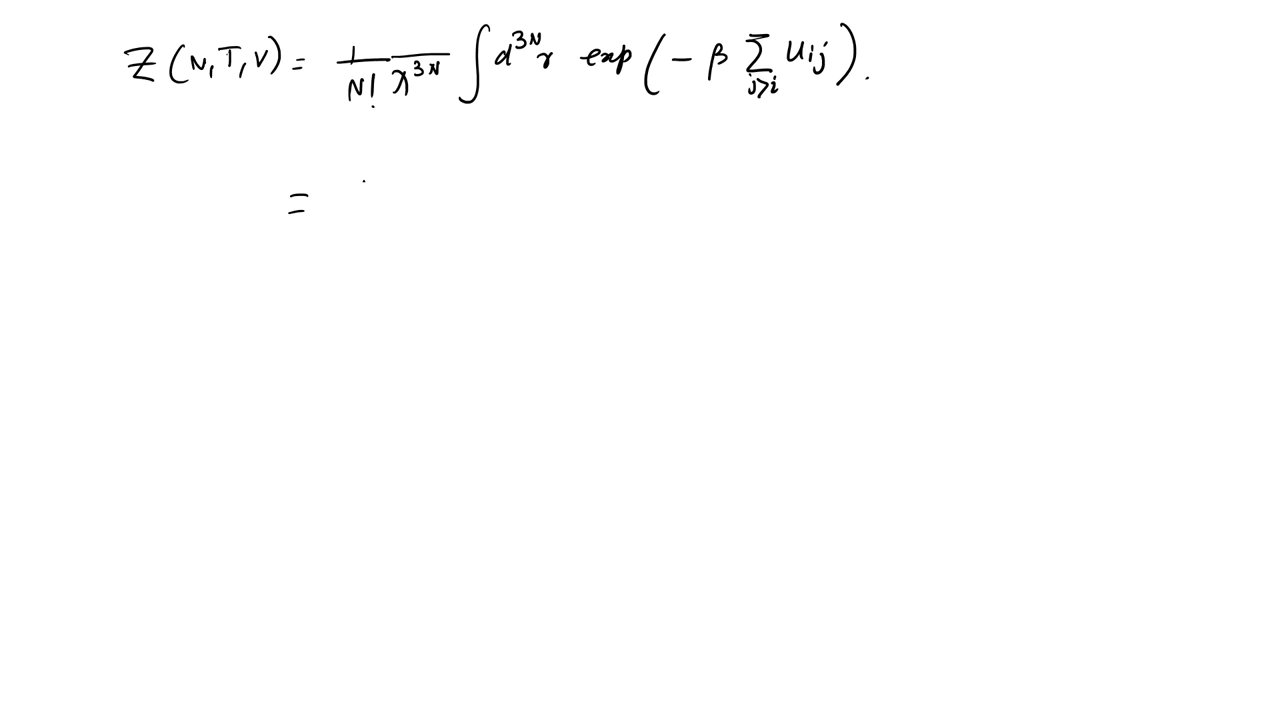 Z(N,T,V) = 1/(N! λ^{3N}) ∫ d^{3N}r exp(-β ∑_{j>i} U_{ij}).
=